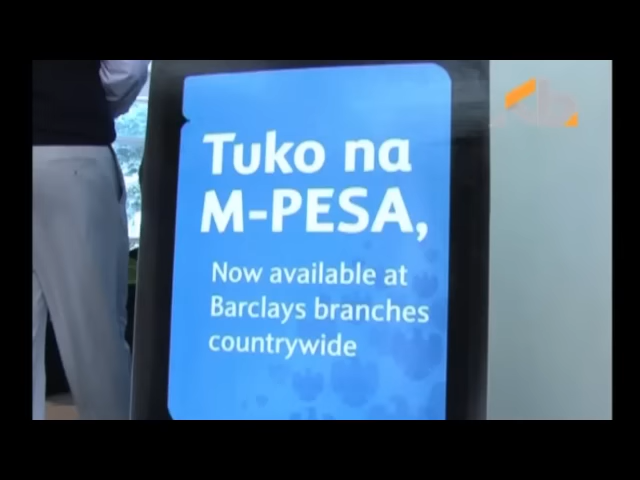 Tuko na
M-PESA,
Now available at
Barclays branches
countrywide